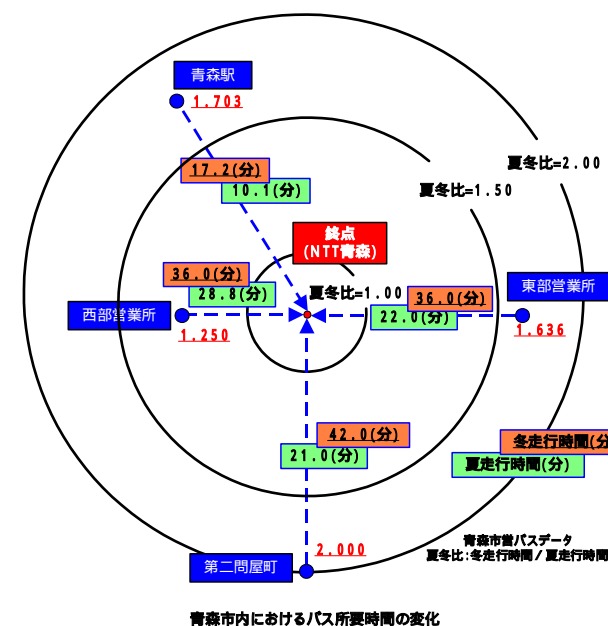 青森駅
1.703
夏冬比=2.00
17.2(分)
10.1(分)
夏冬比=1.50
終点
(NTT青森)
36.0(分)
28.8(分)
夏冬比=1.00
36.0(分)
22.0(分)
東部営業所
西部営業所
1.250
1.636
42.0(分)
21.0(分)
冬走行時間(分
夏走行時間(分)
青森市営バスデータ
夏冬比:冬走行時間/夏走行時間
2.000
第二問屋町
青森市内におけるバス所要時間の変化